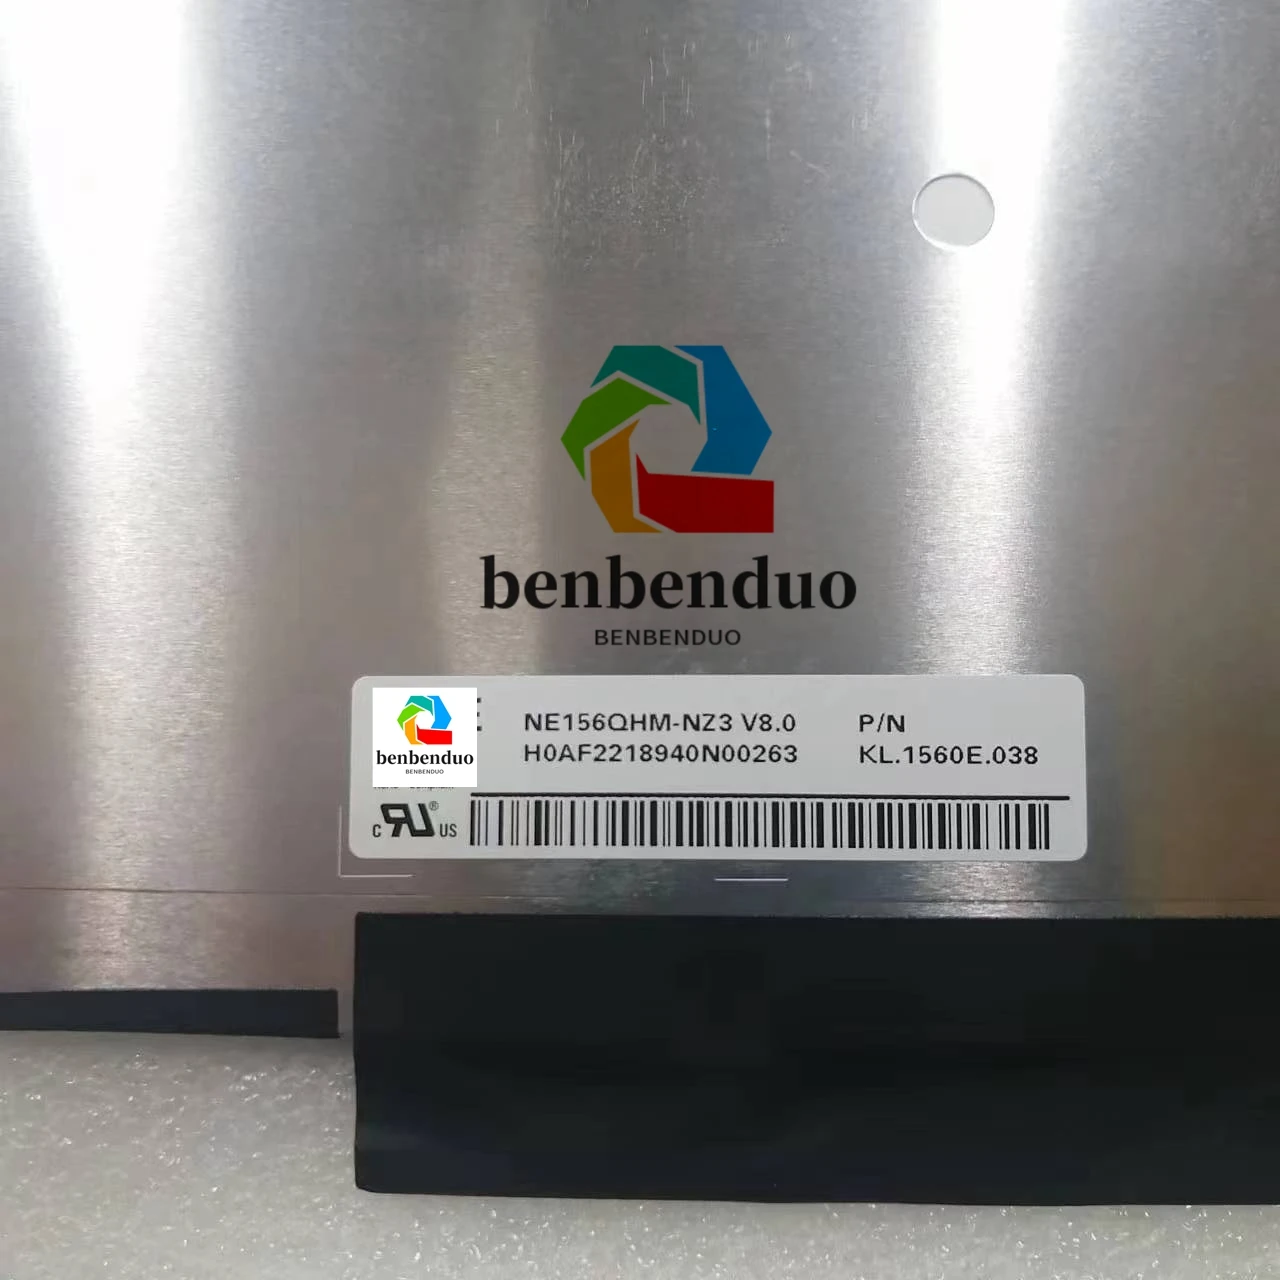 benbenduo
BENBENDUO
benbenduo
BENBENDUO
NE156QHM-NZ3 V8.0
H0AF2218940N00263
P/N
KL.1560E.038
C RU® US